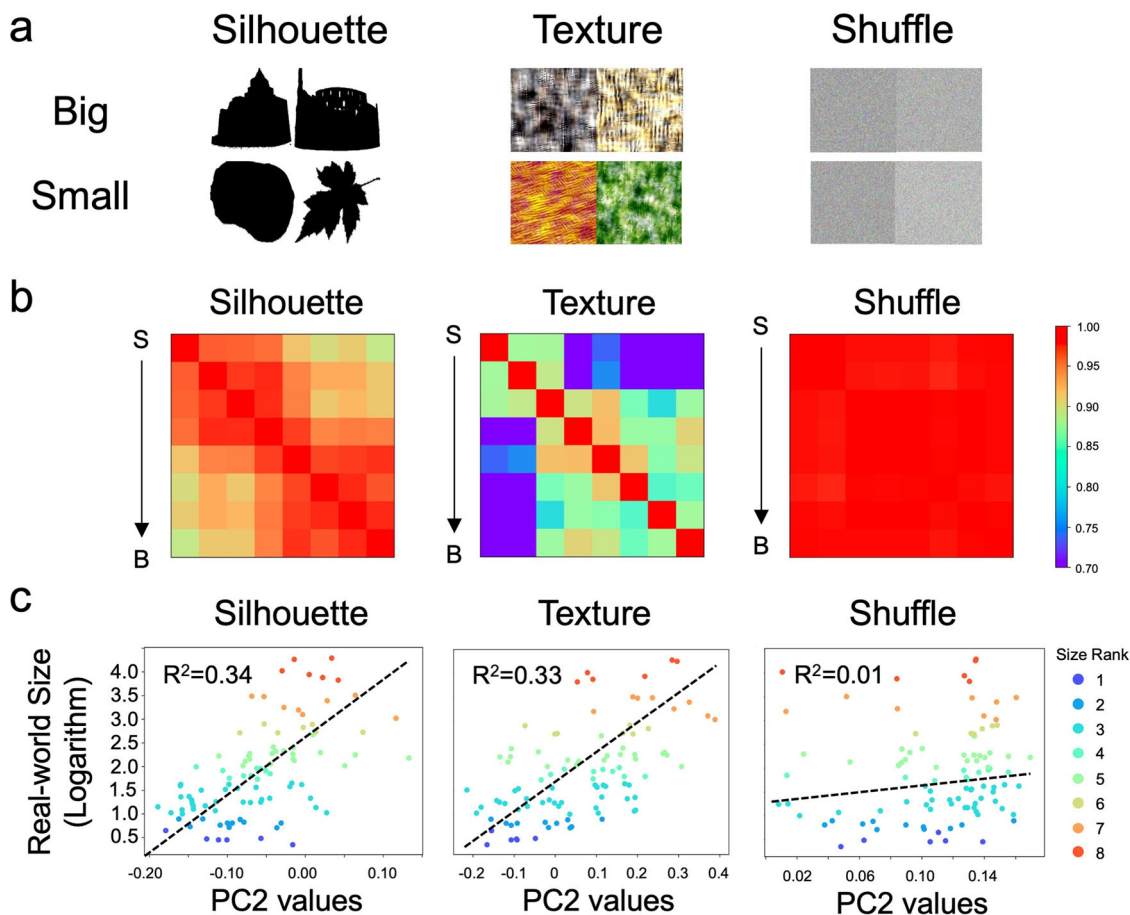 a
Silhouette Texture Shuffle
Big
Small
b
Silhouette Texture Shuffle
S S S
B B B
1.00
0.95
0.90
0.85
0.80
0.75
0.70
c
Silhouette Texture Shuffle
Real-world Size
(Logarithm)
4.0
3.5
3.0
2.5
2.0
1.5
1.0
0.5
R²=0.34 R²=0.33 R²=0.01
-0.20 -0.10 0.00 0.10
-0.2 -0.1 0 0.1 0.2 0.3 0.4
0.02 0.06 0.10 0.14
PC2 values PC2 values PC2 values
Size Rank
1
2
3
4
5
6
7
8